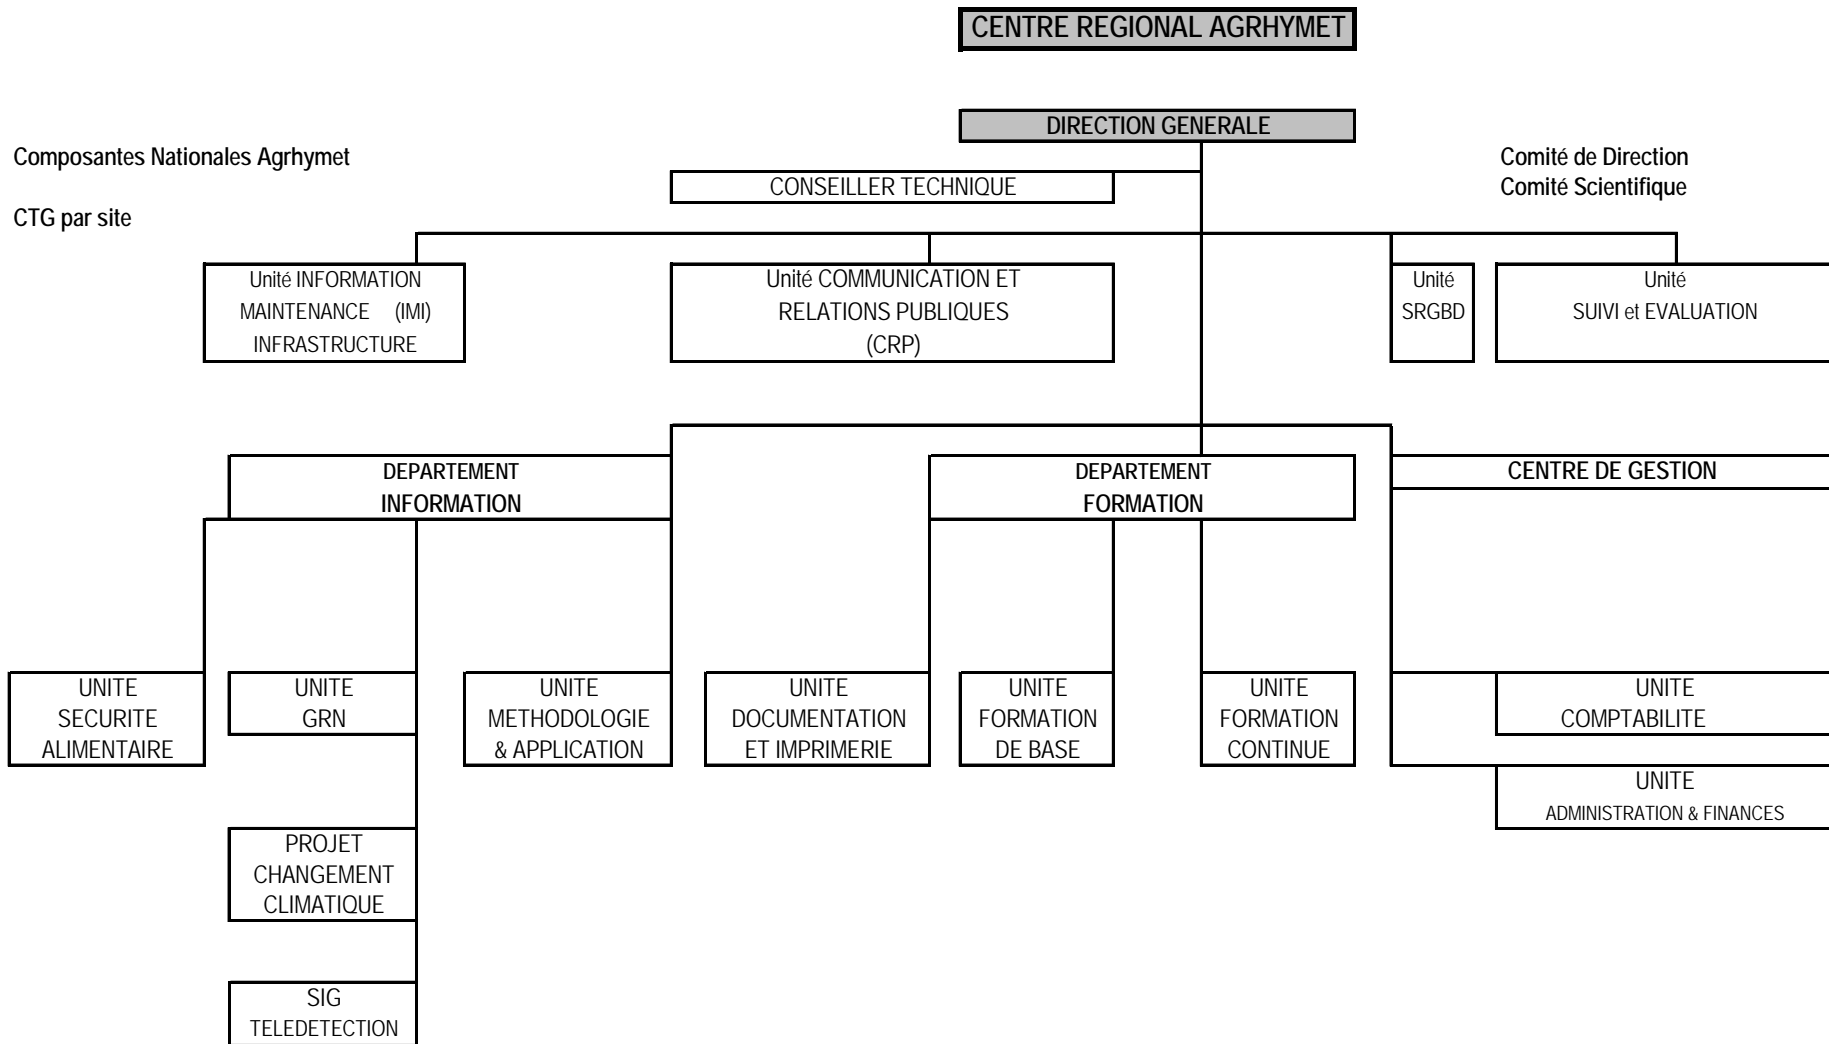 CENTRE REGIONAL AGRHYMET
DIRECTION GENERALE
Composantes Nationales Agrhymet
CTG par site
Comité de Direction
Comité Scientifique
CONSEILLER TECHNIQUE
Unité INFORMATION
MAINTENANCE (IMI)
INFRASTRUCTURE
Unité COMMUNICATION ET
RELATIONS PUBLIQUES
(CRP)
Unité
SRGBD
Unité
SUIVI et EVALUATION
DEPARTEMENT
INFORMATION
DEPARTEMENT
FORMATION
CENTRE DE GESTION
UNITE
SECURITE
ALIMENTAIRE
UNITE
GRN
UNITE
METHODOLOGIE
& APPLICATION
UNITE
DOCUMENTATION
ET IMPRIMERIE
UNITE
FORMATION
DE BASE
UNITE
FORMATION
CONTINUE
UNITE
COMPTABILITE
UNITE
ADMINISTRATION & FINANCES
PROJET
CHANGEMENT
CLIMATIQUE
SIG
TELEDETECTION